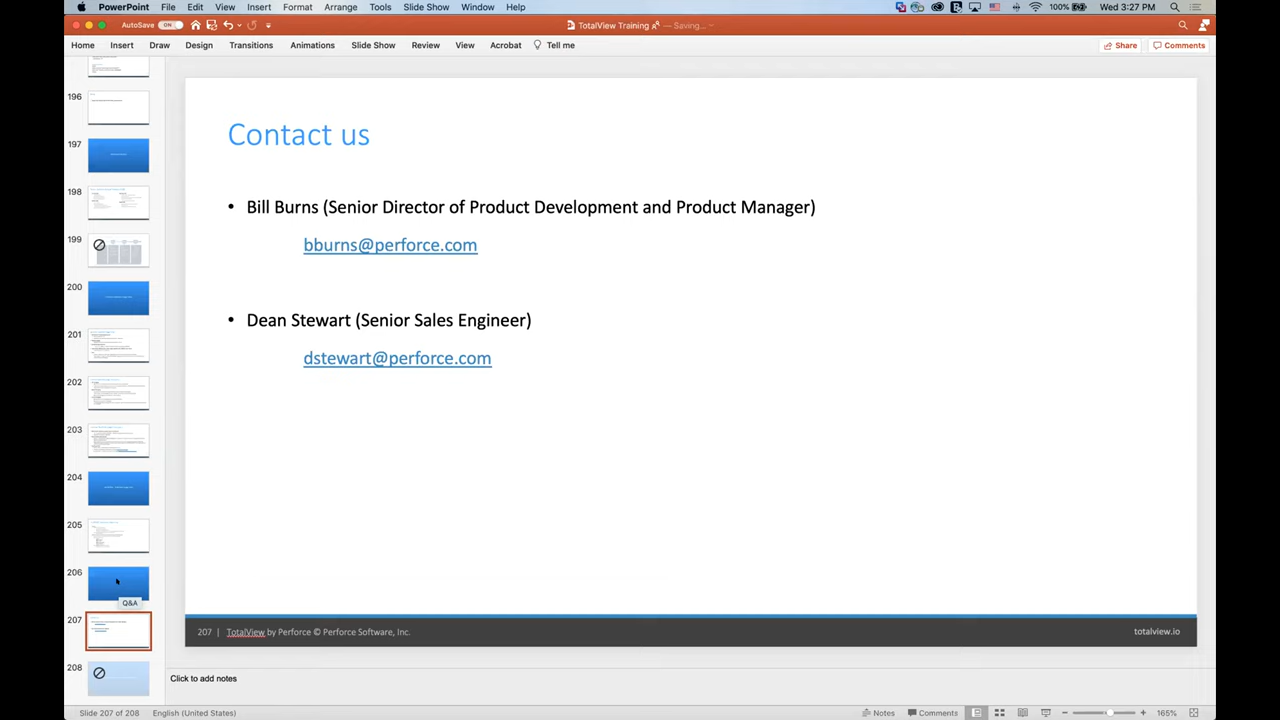 PowerPoint File Edit View Insert Format Arrange Tools Slide Show Window Help
100% Wed 3:27 PM
AutoSave ON
TotalView Training
— Saving...
Home Insert Draw Design Transitions Animations Slide Show Review View Acrobat Tell me
Share Comments
196
197
198
199
200
201
202
203
204
205
206
Q&A
207
208
Contact us
• Bill Burns (Senior Director of Product Development and Product Manager)
bburns@perforce.com
• Dean Stewart (Senior Sales Engineer)
dstewart@perforce.com
207 | TotalView by Perforce © Perforce Software, Inc.
totalview.io
Click to add notes
Slide 207 of 208 English (United States)
Notes Comments 165%